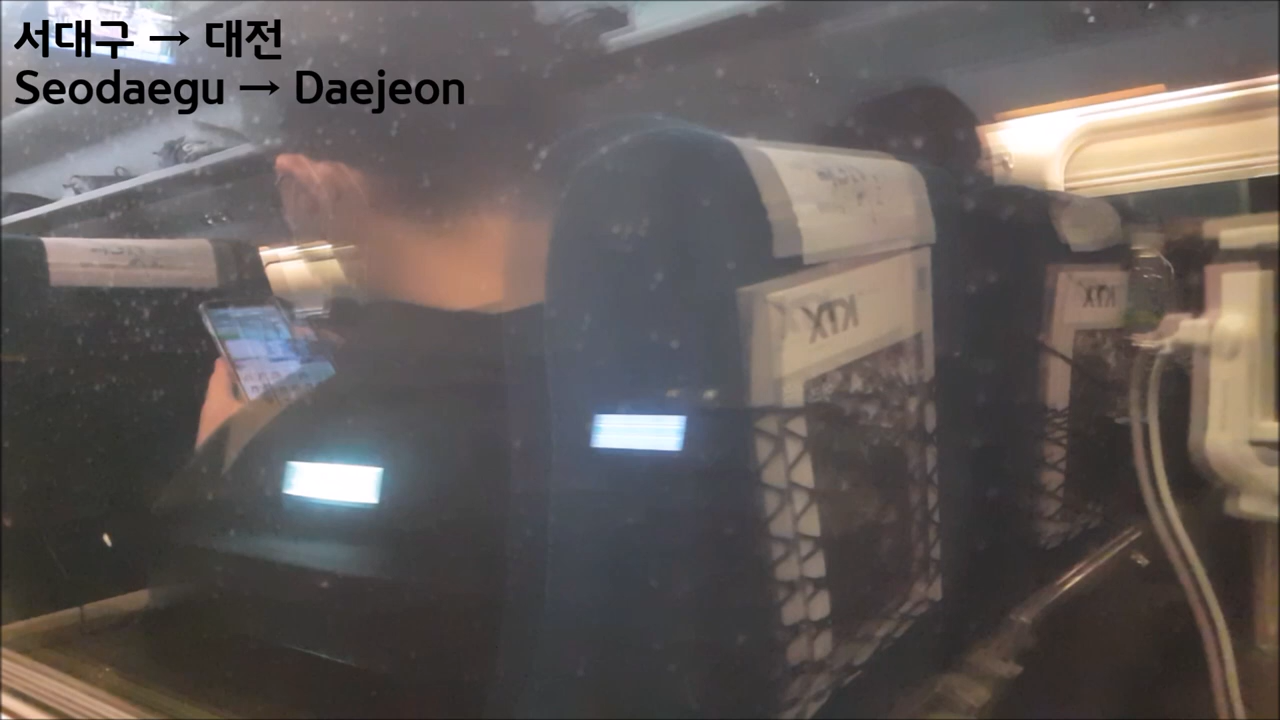 서대구 → 대전
Seodaegu → Daejeon
KTX
KTX